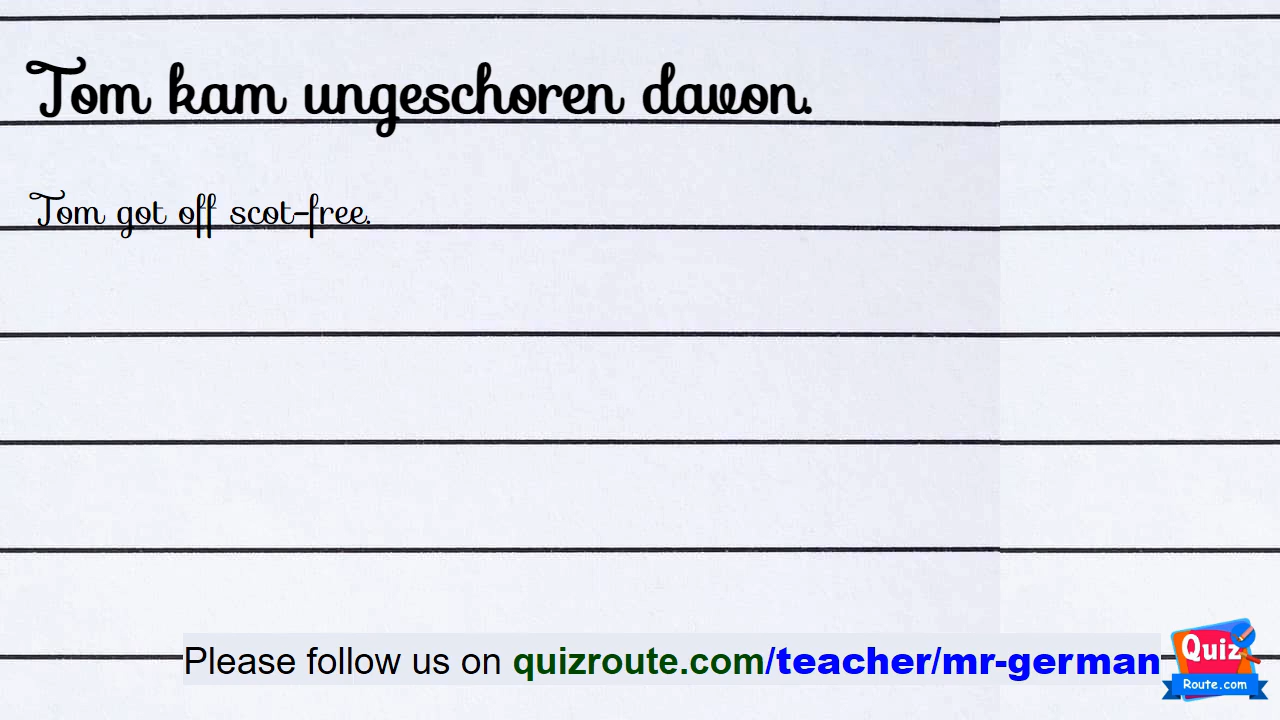 Tom kam ungeschoren davon.
Tom got off scot-free.
Please follow us on quizroute.com/teacher/mr-german
Quiz
Route.com